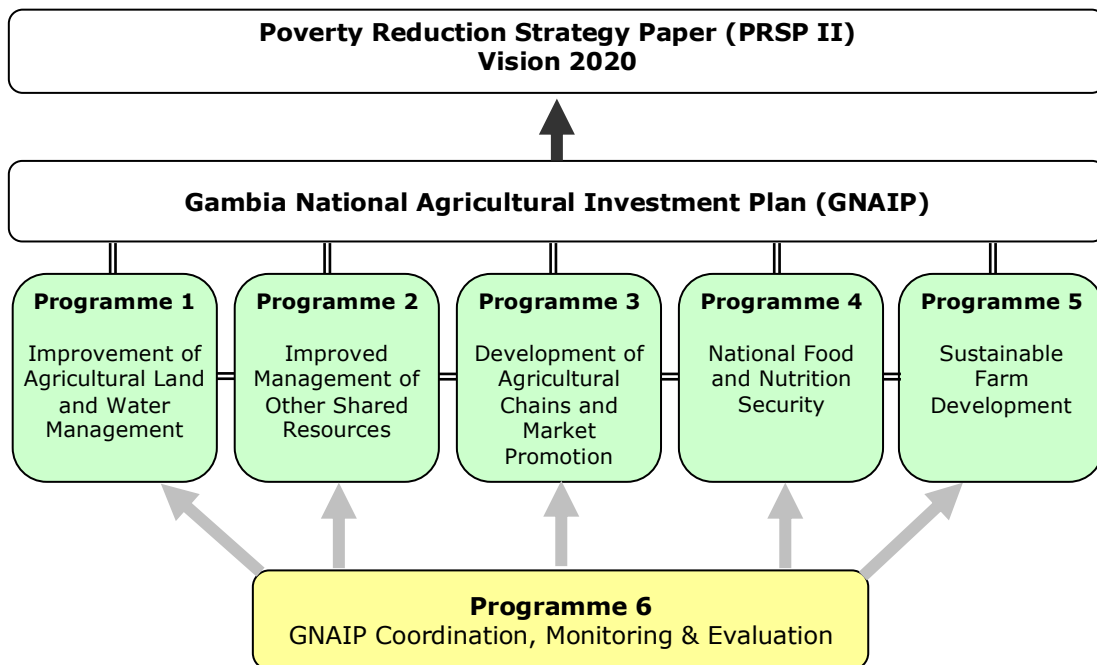 Poverty Reduction Strategy Paper (PRSP II)
Vision 2020
Gambia National Agricultural Investment Plan (GNAIP)
Programme 1
Improvement of
Agricultural Land
and Water
Management
Programme 2
Improved
Management of
Other Shared
Resources
Programme 3
Development of
Agricultural
Chains and
Market
Promotion
Programme 4
National Food
and Nutrition
Security
Programme 5
Sustainable
Farm
Development
Programme 6
GNAIP Coordination, Monitoring & Evaluation